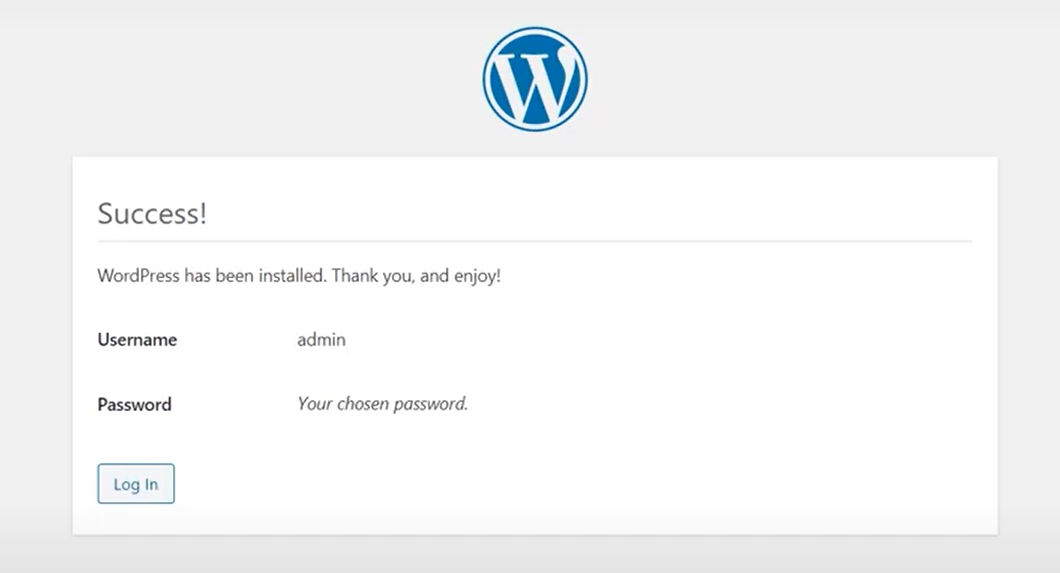 Success!
WordPress has been installed. Thank you, and enjoy!
Username admin
Password Your chosen password.
Log In